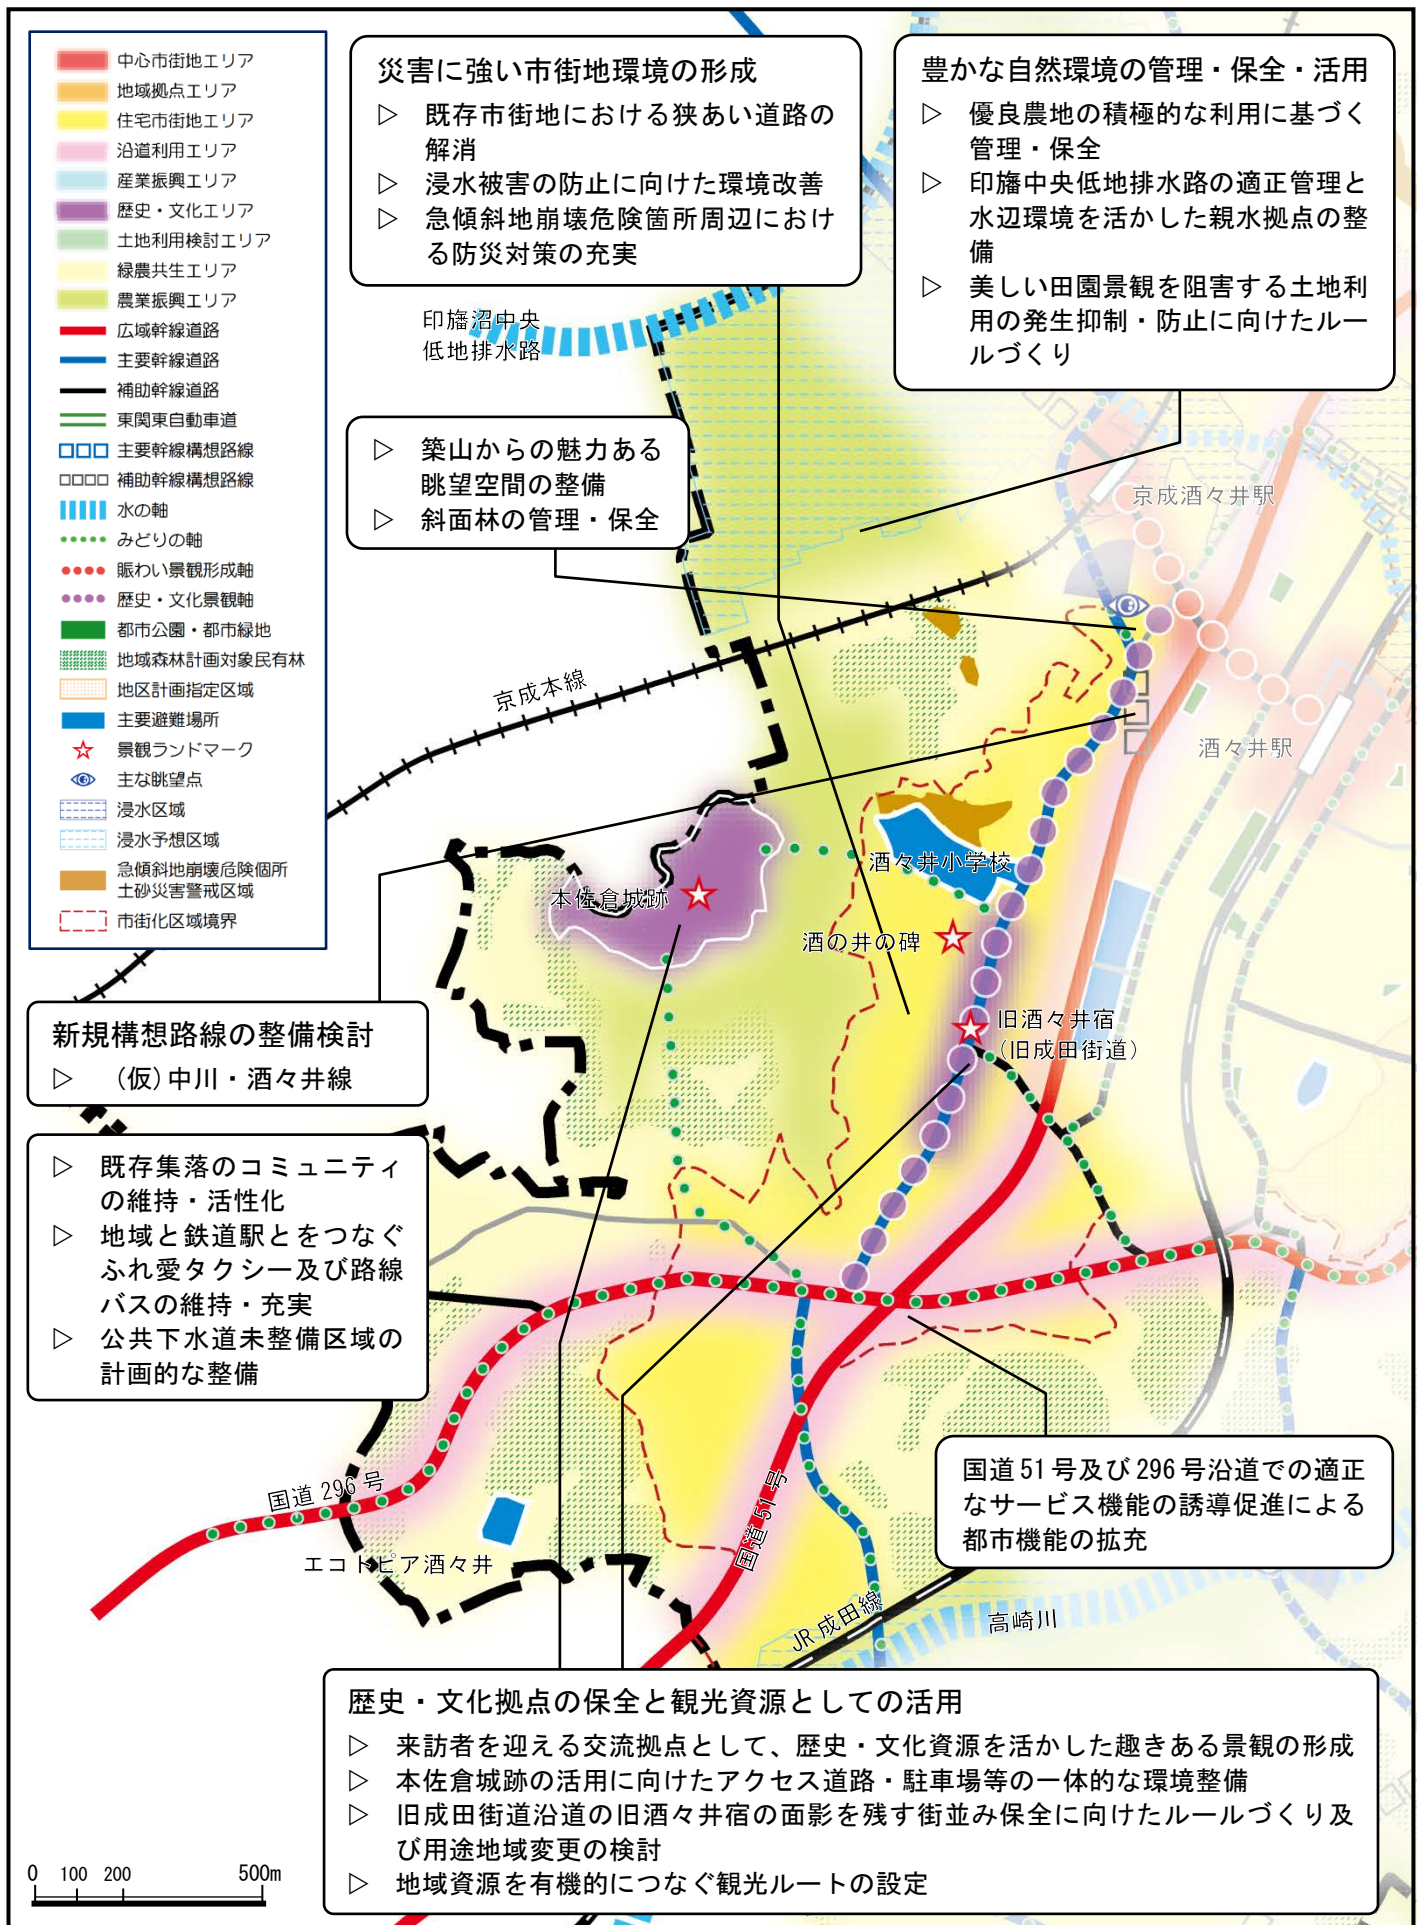 中心市街地エリア
地域拠点エリア
住宅市街地エリア
沿道利用エリア
産業振興エリア
歴史・文化エリア
土地利用検討エリア
緑農共生エリア
農業振興エリア
広域幹線道路
主要幹線道路
補助幹線道路
東関東自動車道
主要幹線構想路線
補助幹線構想路線
水の軸
みどりの軸
賑わい景観形成軸
歴史・文化景観軸
都市公園・都市緑地
地域森林計画対象民有林
地区計画指定区域
主要避難場所
景観ランドマーク
主な眺望点
浸水区域
浸水予想区域
急傾斜地崩壊危険個所
土砂災害警戒区域
市街化区域境界
災害に強い市街地環境の形成
▷ 既存市街地における狭あい道路の
解消
▷ 浸水被害の防止に向けた環境改善
▷ 急傾斜地崩壊危険箇所周辺におけ
る防災対策の充実
豊かな自然環境の管理・保全・活用
▷ 優良農地の積極的な利用に基づく
管理・保全
▷ 印旛中央低地排水路の適正管理と
水辺環境を活かした親水拠点の整
備
▷ 美しい田園景観を阻害する土地利
用の発生抑制・防止に向けたルー
ルづくり
印旛沼中央
低地排水路
▷ 築山からの魅力ある
眺望空間の整備
▷ 斜面林の管理・保全
京成酒々井駅
京成本線
酒々井駅
酒々井小学校
本佐倉城跡
酒の井の碑
旧酒々井宿
（旧成田街道）
新規構想路線の整備検討
▷ (仮)中川・酒々井線
▷ 既存集落のコミュニティ
の維持・活性化
▷ 地域と鉄道駅とをつなぐ
ふれ愛タクシー及び路線
バスの維持・充実
▷ 公共下水道未整備区域の
計画的な整備
国道51号及び296号沿道での適正
なサービス機能の誘導促進による
都市機能の拡充
国道 296 号
国道 51 号
エコトピア酒々井
JR 成田線
高崎川
歴史・文化拠点の保全と観光資源としての活用
▷ 来訪者を迎える交流拠点として、歴史・文化資源を活かした趣きある景観の形成
▷ 本佐倉城跡の活用に向けたアクセス道路・駐車場等の一体的な環境整備
▷ 旧成田街道沿道の旧酒々井宿の面影を残す街並み保全に向けたルールづくり及
び用途地域変更の検討
▷ 地域資源を有機的につなぐ観光ルートの設定
0 100 200 500m